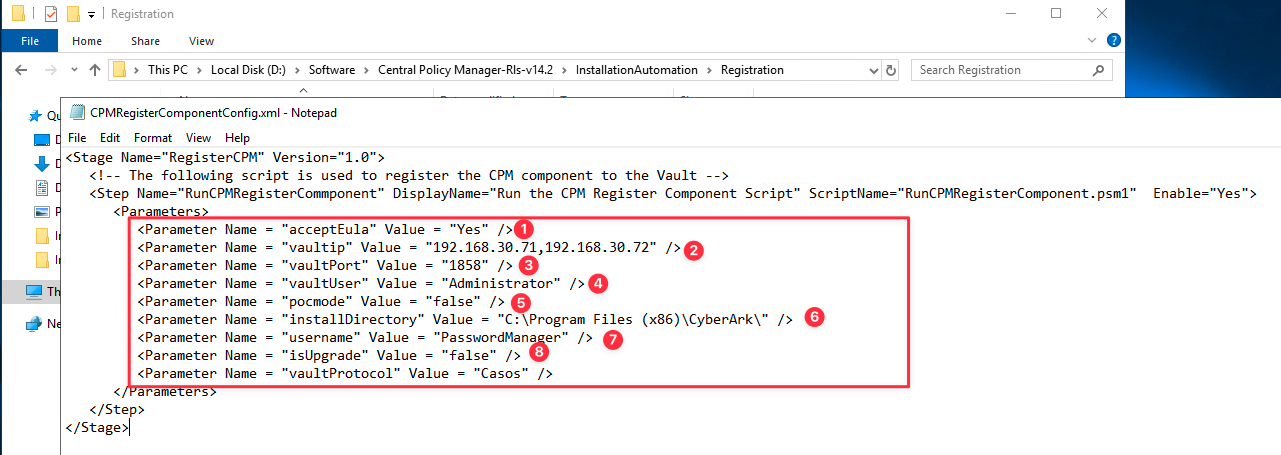 Registration
File Home Share View
This PC > Local Disk (D:) > Software > Central Policy Manager-Rls-v14.2 > InstallationAutomation > Registration
Search Registration
CPMRegisterComponentConfig.xml - Notepad
File Edit Format View Help
<Stage Name="RegisterCPM" Version="1.0">
<!-- The following script is used to register the CPM component to the Vault -->
<Step Name="RunCPMRegisterCommponent" DisplayName="Run the CPM Register Component Script" ScriptName="RunCPMRegisterComponent.psm1"  Enable="Yes">
<Parameters>
<Parameter Name = "acceptEula" Value = "Yes" /> 1
<Parameter Name = "vaultip" Value = "192.168.30.71,192.168.30.72" /> 2
<Parameter Name = "vaultPort" Value = "1858" /> 3
<Parameter Name = "vaultUser" Value = "Administrator" /> 4
<Parameter Name = "pocmode" Value = "false" /> 5
<Parameter Name = "installDirectory" Value = "C:\Program Files (x86)\CyberArk\" /> 6
<Parameter Name = "username" Value = "PasswordManager" /> 7
<Parameter Name = "isUpgrade" Value = "false" /> 8
<Parameter Name = "vaultProtocol" Value = "Casos" />
</Parameters>
</Step>
</Stage>